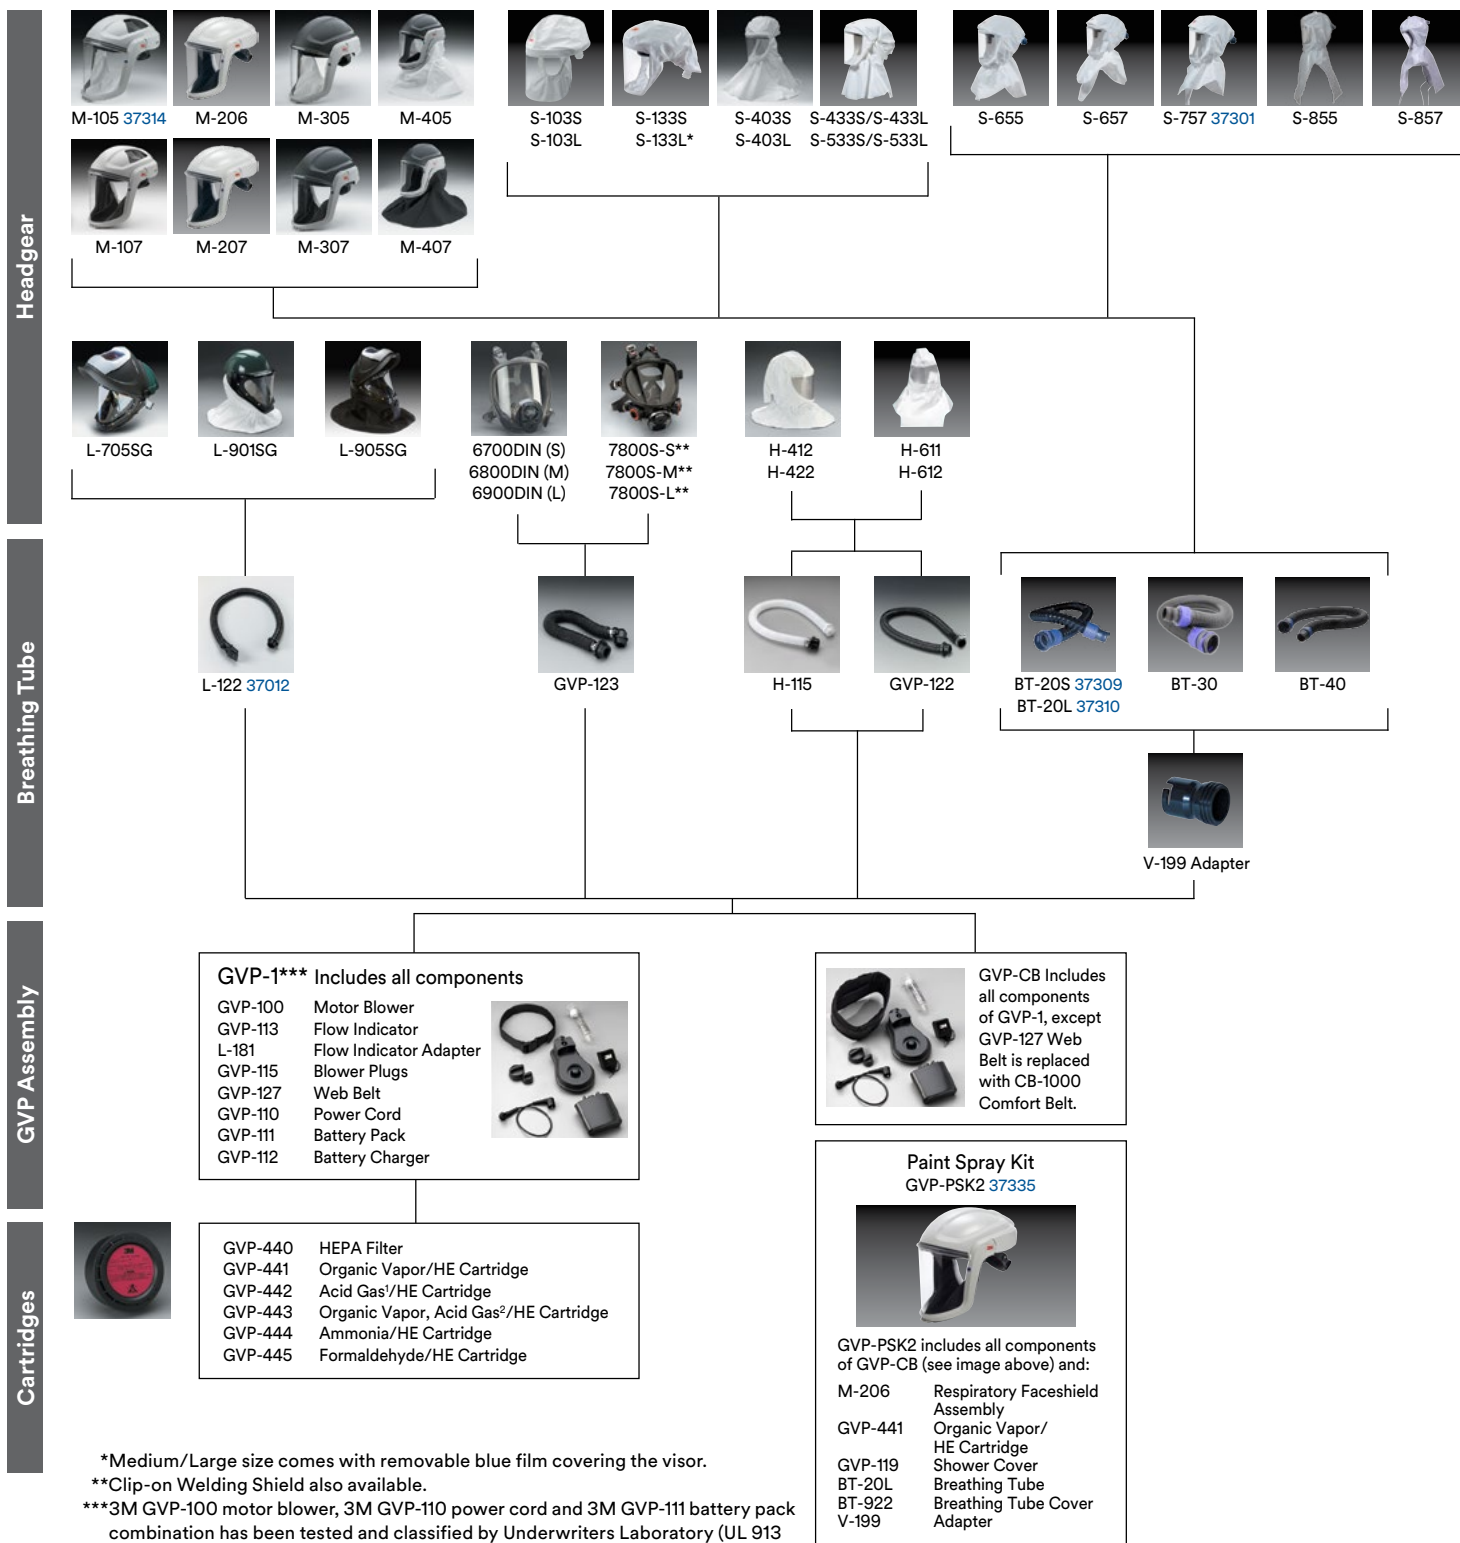 Headgear
M-105 37314 M-206 M-305 M-405
M-107 M-207 M-307 M-407
S-103S S-133S S-403S S-433S/S-433L
S-103L S-133L* S-403L S-533S/S-533L
S-655 S-657 S-757 37301 S-855 S-857
L-705SG L-901SG L-905SG
6700DIN (S) 7800S-S**
6800DIN (M) 7800S-M**
6900DIN (L) 7800S-L**
H-412 H-611
H-422 H-612
Breathing Tube
L-122 37012 GVP-123 H-115 GVP-122
BT-20S 37309 BT-30 BT-40
BT-20L 37310
V-199 Adapter
GVP Assembly
GVP-1*** Includes all components
GVP-100 Motor Blower
GVP-113 Flow Indicator
L-181 Flow Indicator Adapter
GVP-115 Blower Plugs
GVP-127 Web Belt
GVP-110 Power Cord
GVP-111 Battery Pack
GVP-112 Battery Charger
GVP-CB Includes
all components
of GVP-1, except
GVP-127 Web
Belt is replaced
with CB-1000
Comfort Belt.
Cartridges
3M
GVP-440 HEPA Filter
GVP-441 Organic Vapor/HE Cartridge
GVP-442 Acid Gas¹/HE Cartridge
GVP-443 Organic Vapor, Acid Gas²/HE Cartridge
GVP-444 Ammonia/HE Cartridge
GVP-445 Formaldehyde/HE Cartridge
Paint Spray Kit
GVP-PSK2 37335
GVP-PSK2 includes all components
of GVP-CB (see image above) and:
M-206 Respiratory Faceshield
Assembly
GVP-441 Organic Vapor/
HE Cartridge
GVP-119 Shower Cover
BT-20L Breathing Tube
BT-922 Breathing Tube Cover
V-199 Adapter
*Medium/Large size comes with removable blue film covering the visor.
**Clip-on Welding Shield also available.
***3M GVP-100 motor blower, 3M GVP-110 power cord and 3M GVP-111 battery pack
combination has been tested and classified by Underwriters Laboratory (UL 913